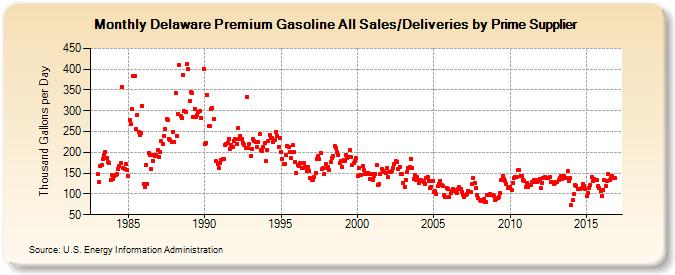 Monthly Delaware Premium Gasoline All Sales/Deliveries by Prime Supplier
Thousand Gallons per Day
450
400
350
300
250
200
150
100
50
1985 1990 1995 2000 2005 2010 2015
Source: U.S. Energy Information Administration